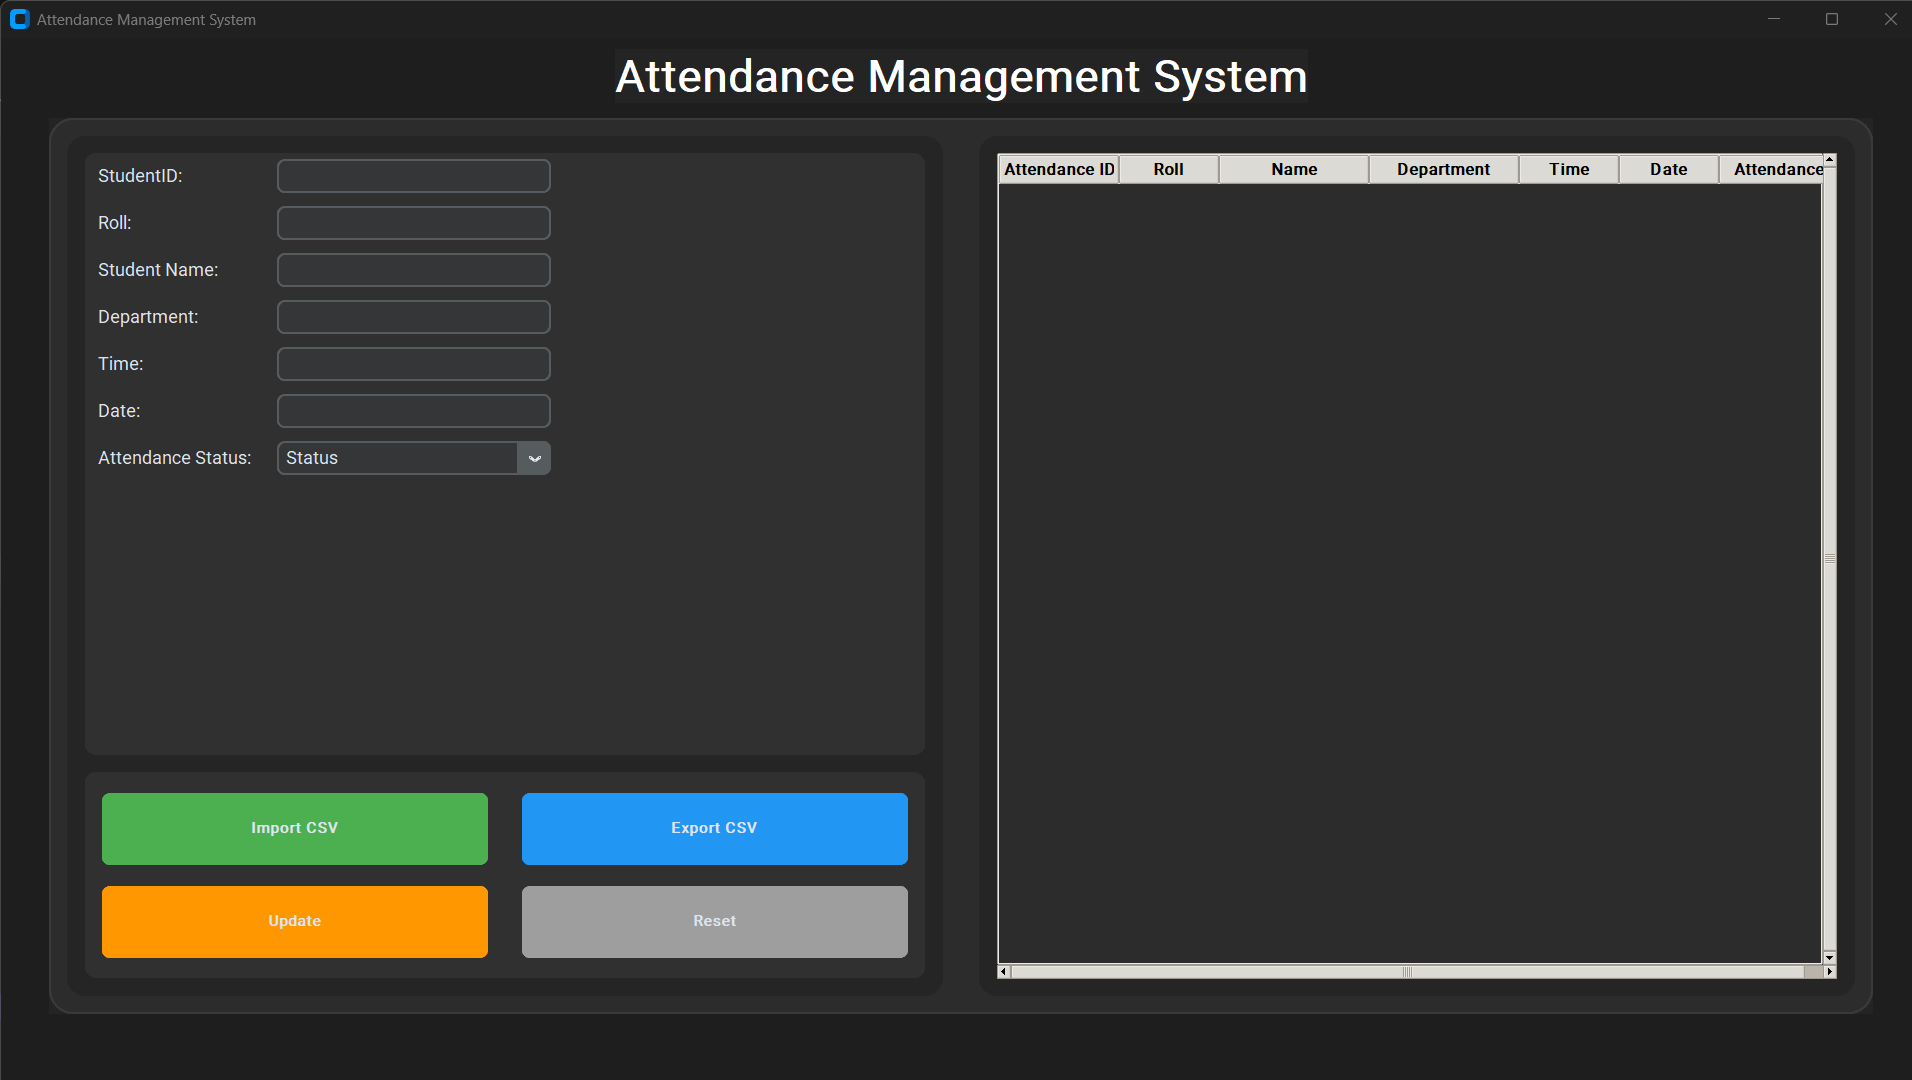 Attendance Management System
Attendance Management System
StudentID:
Roll:
Student Name:
Department:
Time:
Date:
Attendance Status: Status
Import CSV Export CSV
Update Reset
Attendance ID Roll Name Department Time Date Attendance